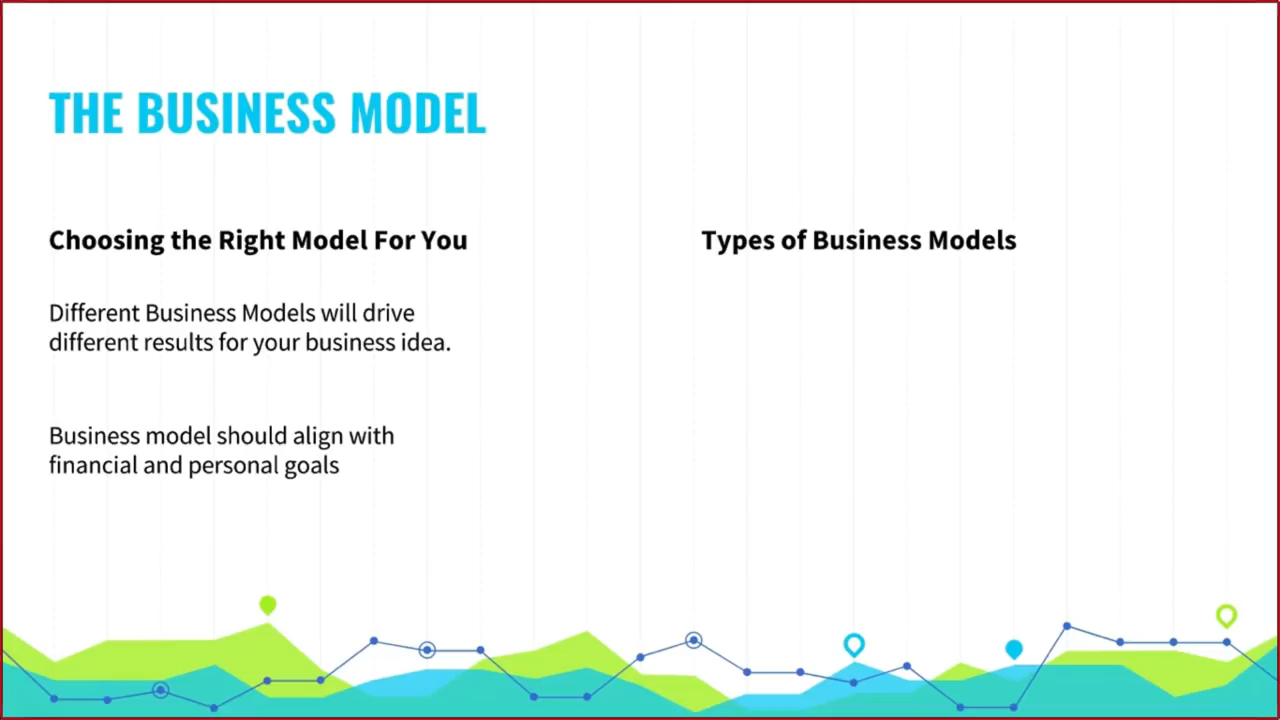 THE BUSINESS MODEL
Choosing the Right Model For You
Different Business Models will drive
different results for your business idea.
Business model should align with
financial and personal goals
Types of Business Models